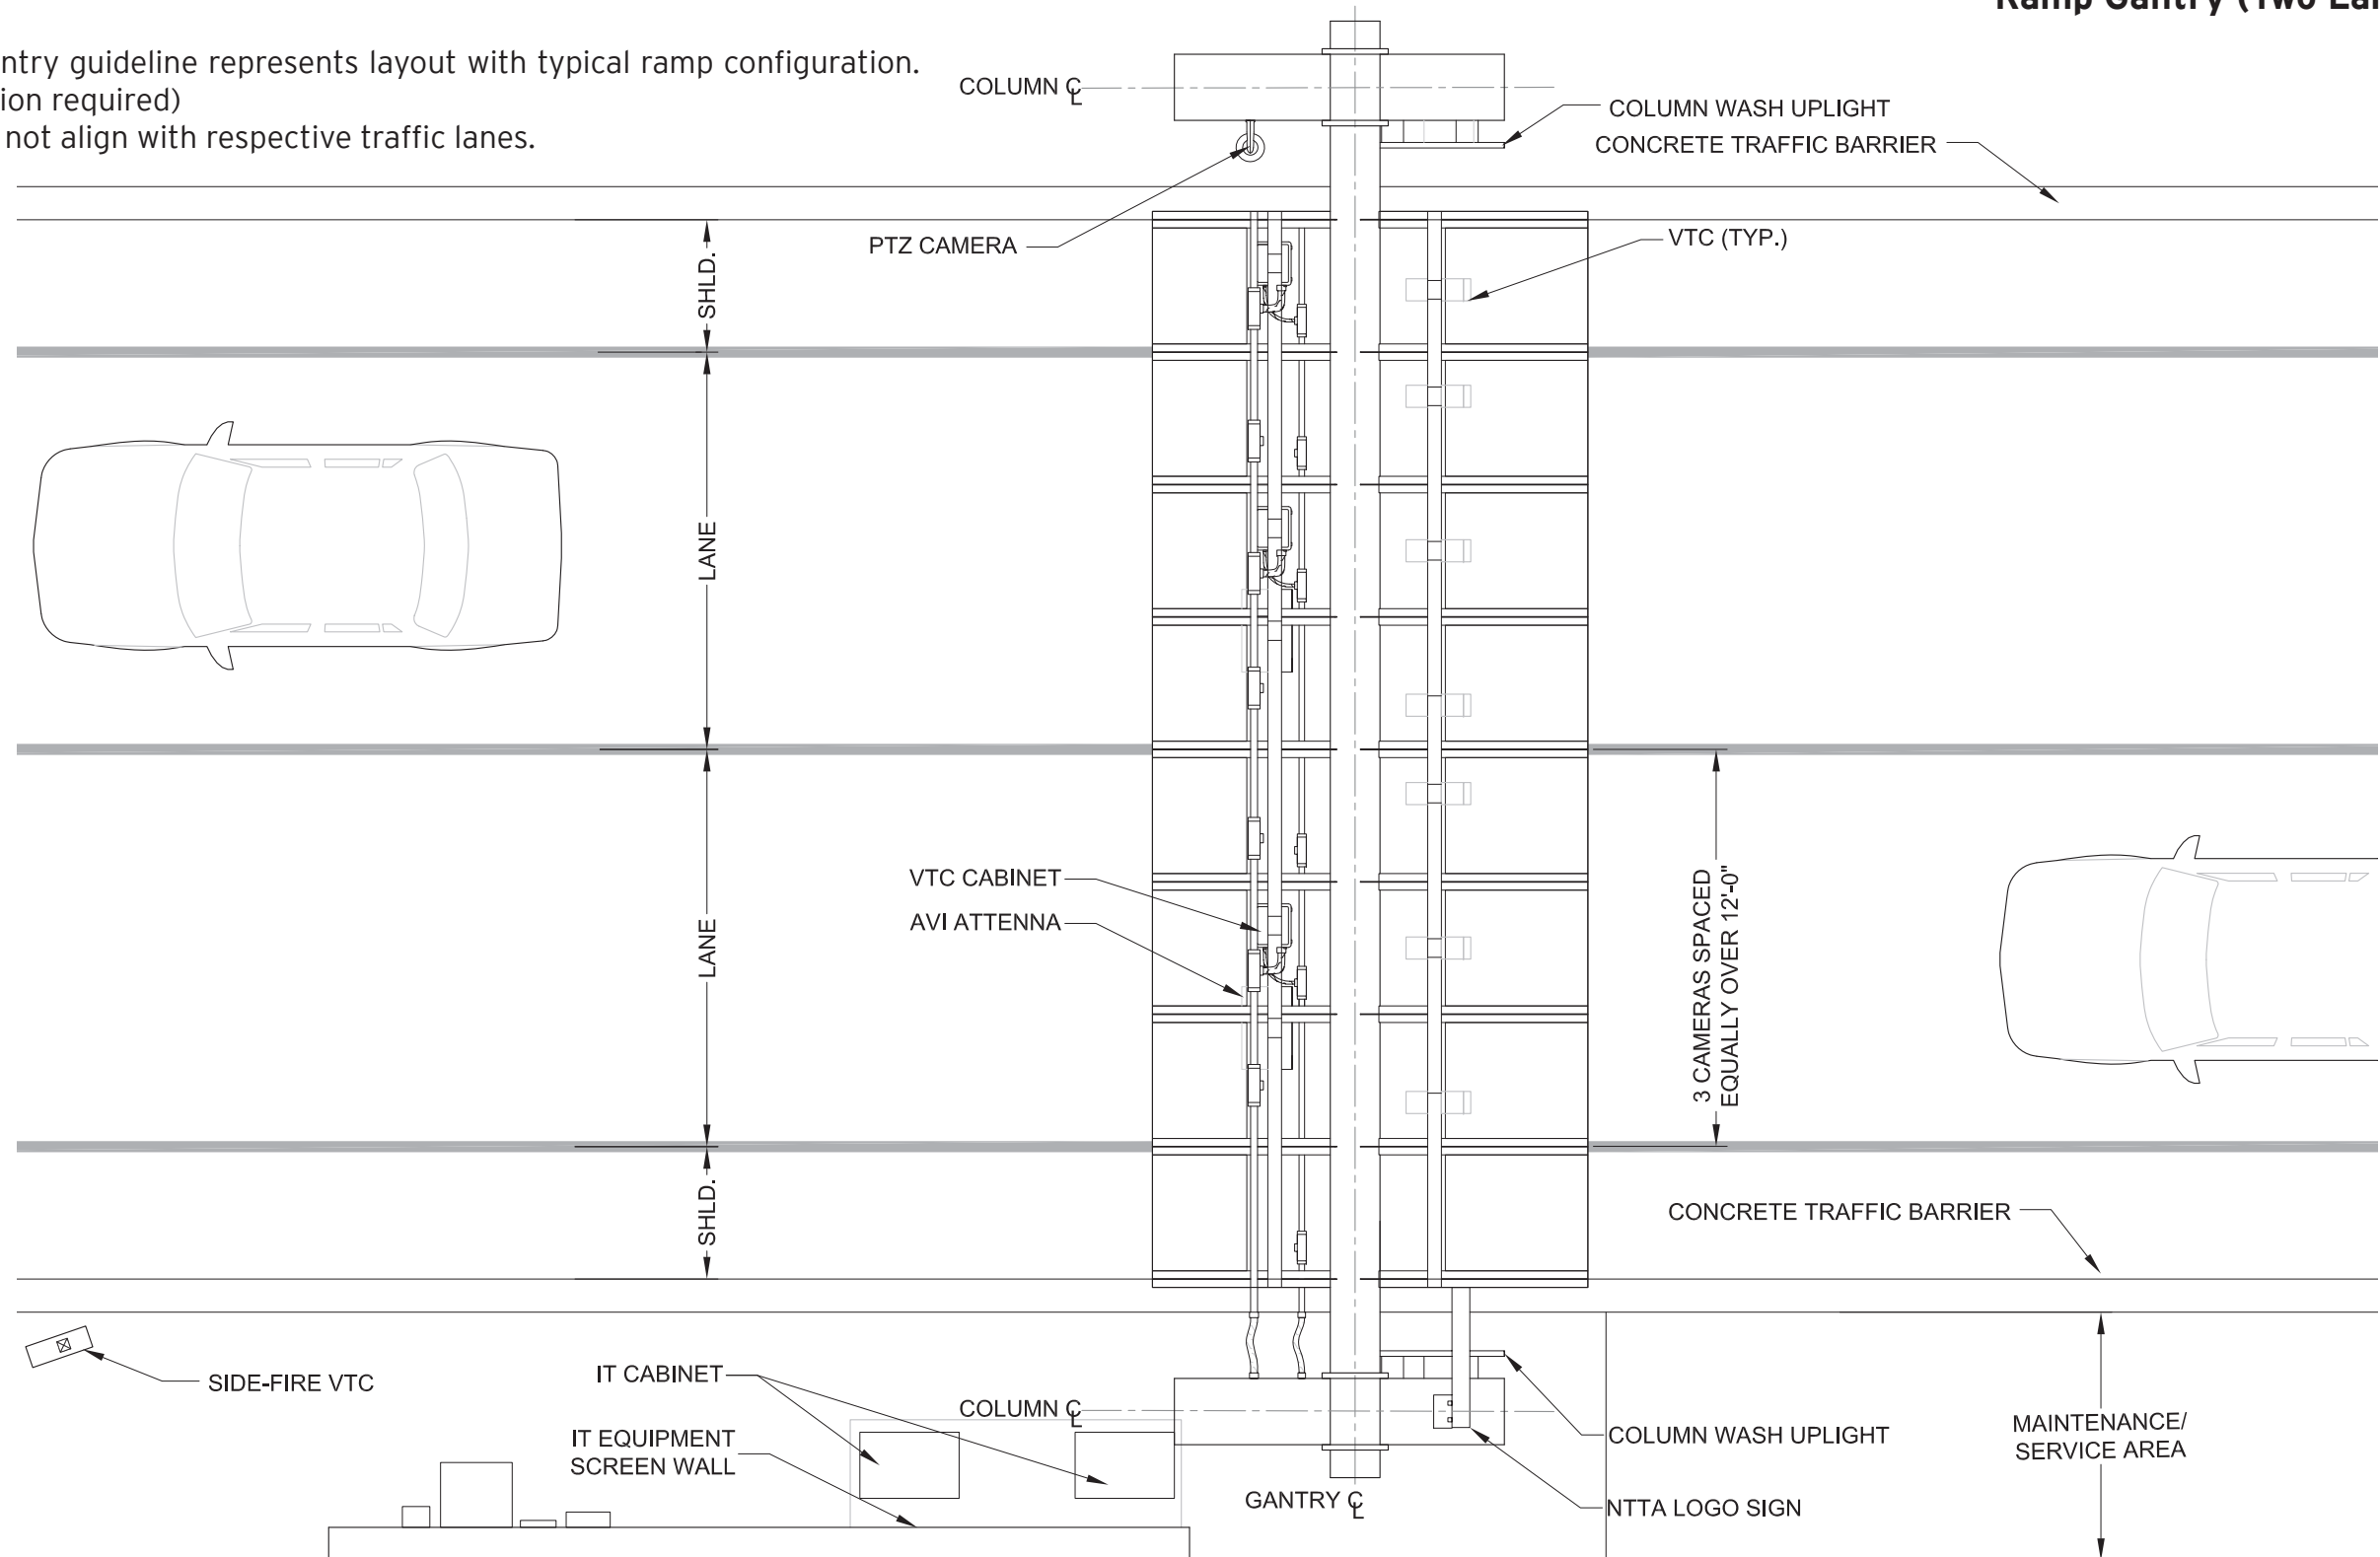 Ramp Gantry (Two
ntry guideline represents layout with typical ramp configuration.
ion required)
not align with respective traffic lanes.
COLUMN ℄
COLUMN WASH UPLIGHT
CONCRETE TRAFFIC BARRIER
PTZ CAMERA
VTC (TYP.)
SHLD.
LANE
VTC CABINET
AVI ATTENNA
LANE
3 CAMERAS SPACED
EQUALLY OVER 12'-0"
SHLD.
CONCRETE TRAFFIC BARRIER
SIDE-FIRE VTC
IT CABINET
COLUMN ℄
IT EQUIPMENT
SCREEN WALL
COLUMN WASH UPLIGHT
MAINTENANCE/
SERVICE AREA
GANTRY ℄
NTTA LOGO SIGN